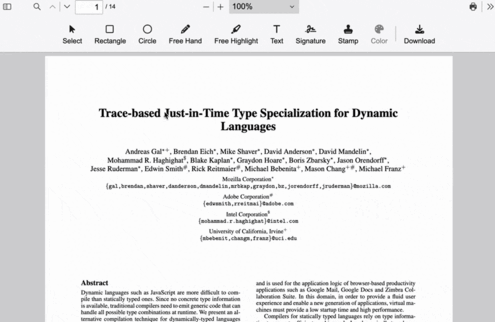 1 / 14
100%
Select Rectangle Circle Free Hand Free Highlight Text Signature Stamp Color Download
Trace-based Just-in-Time Type Specialization for Dynamic
Languages
Andreas Gal*+, Brendan Eich*, Mike Shaver*, David Anderson*, David Mandelin*,
Mohammad R. Haghighat$, Blake Kaplan*, Graydon Hoare*, Boris Zbarsky*, Jason Orendorff*,
Jesse Ruderman*, Edwin Smith#, Rick Reitmaier#, Michael Bebenita+, Mason Chang+#, Michael Franz+
Mozilla Corporation*
{gal,brendan,shaver,danderson,dmandelin,mrbkap,graydon,bz,jorendorff,jruderman}@mozilla.com
Adobe Corporation#
{edwsmith,rreitmai}@adobe.com
Intel Corporation$
{mohammad.r.haghighat}@intel.com
University of California, Irvine+
{mbebenit,changm,franz}@uci.edu
Abstract
Dynamic languages such as JavaScript are more difficult to com-
pile than statically typed ones. Since no concrete type information
is available, traditional compilers need to emit generic code that can
handle all possible type combinations at runtime. We present an al-
ternative compilation technique for dynamically-typed languages
and is used for the application logic of browser-based productivity
applications such as Google Mail, Google Docs and Zimbra Col-
laboration Suite. In this domain, in order to provide a fluid user
experience and enable a new generation of applications, virtual ma-
chines must provide a low startup time and high performance.
Compilers for statically typed languages rely on type informa-